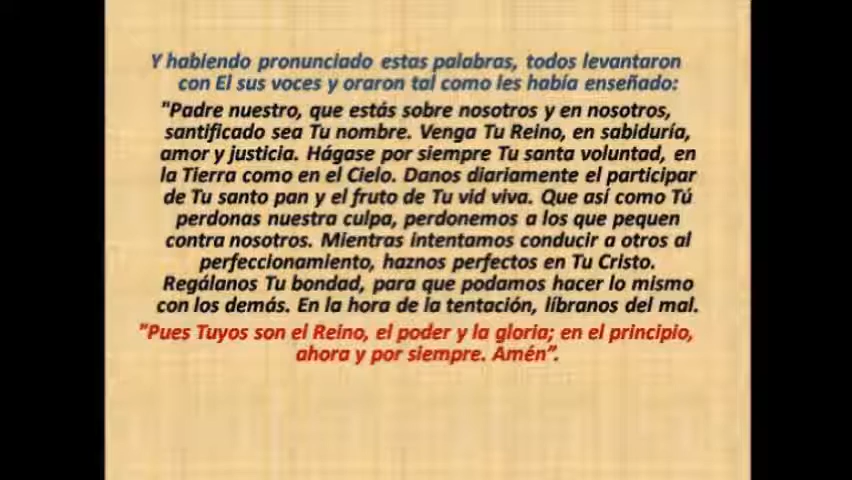 Y habiendo pronunciado estas palabras, todos levantaron
con El sus voces y oraron tal como les había enseñado:
"Padre nuestro, que estás sobre nosotros y en nosotros,
santificado sea Tu nombre. Venga Tu Reino, en sabiduría,
amor y justicia. Hágase por siempre Tu santa voluntad, en
la Tierra como en el Cielo. Danos diariamente el participar
de Tu santo pan y el fruto de Tu vid viva. Que así como Tú
perdonas nuestra culpa, perdonemos a los que pequen
contra nosotros. Mientras intentamos conducir a otros al
perfeccionamiento, haznos perfectos en Tu Cristo.
Regálanos Tu bondad, para que podamos hacer lo mismo
con los demás. En la hora de la tentación, líbranos del mal.
"Pues Tuyos son el Reino, el poder y la gloria; en el principio,
ahora y por siempre. Amén”.